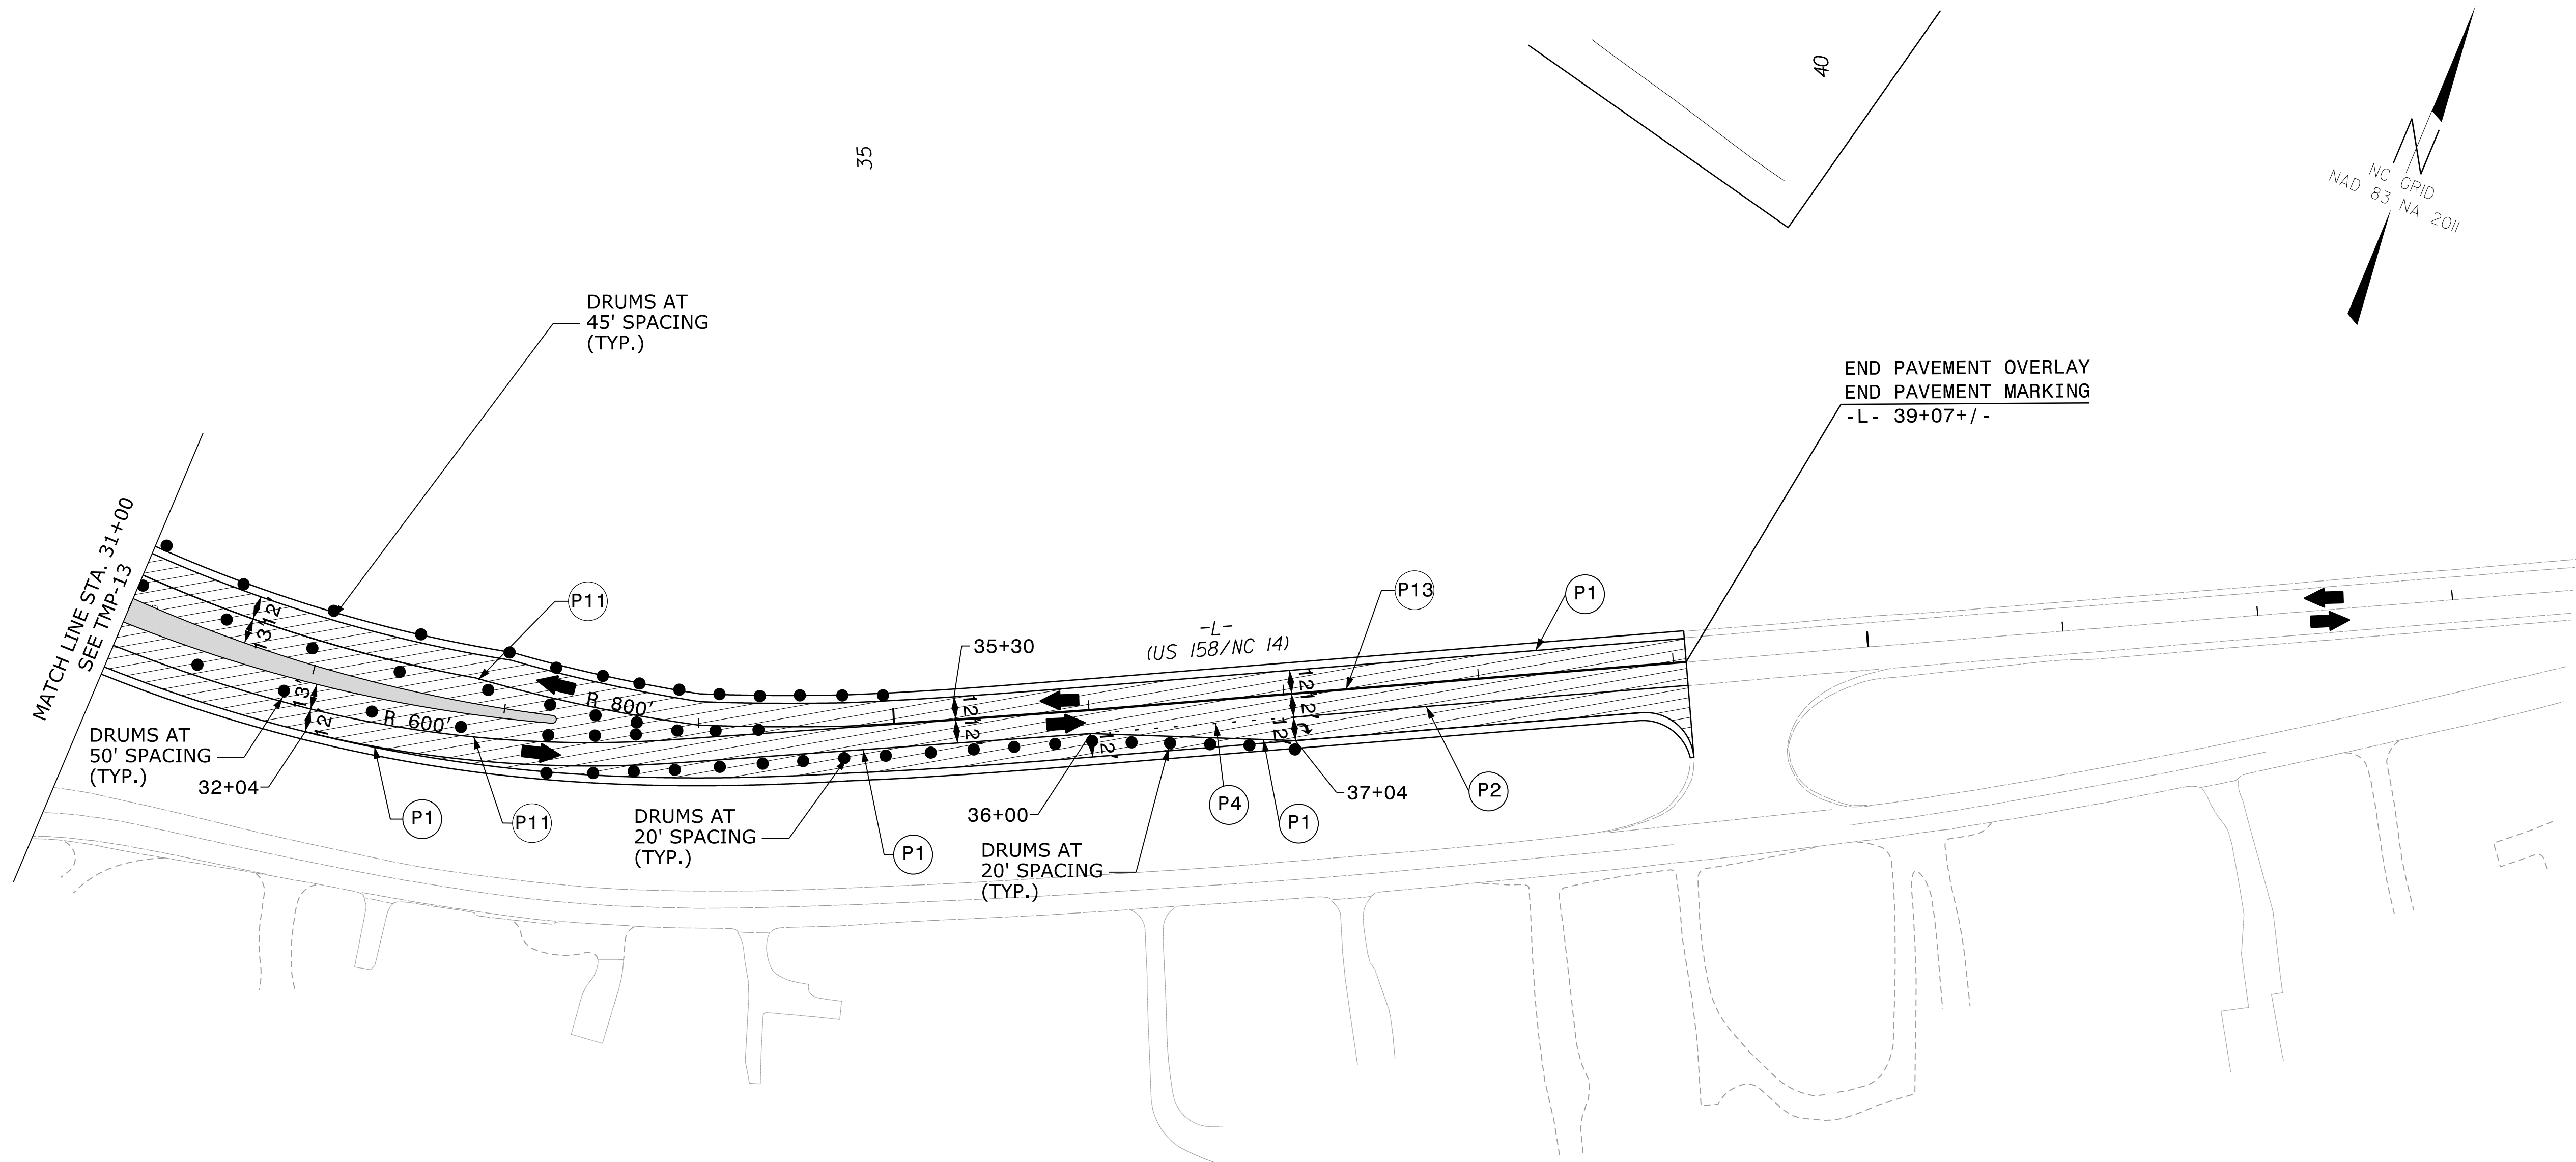 40
35
NC GRID
NAD 83 NA 2011
DRUMS AT
45' SPACING
(TYP.)
END PAVEMENT OVERLAY
END PAVEMENT MARKING
-L- 39+07+/-
MATCH LINE STA. 31+00
SEE TMP-13
P11
P13
P1
-L-
(US 158/NC 14)
35+30
12'
13'
12'
12'
12'
12'
R 800'
13'
12'
R 600'
12'
12'
12'
DRUMS AT
50' SPACING
(TYP.)
32+04
P1
P11
DRUMS AT
20' SPACING
(TYP.)
P1
36+00
DRUMS AT
20' SPACING
(TYP.)
P4
P1
37+04
P2